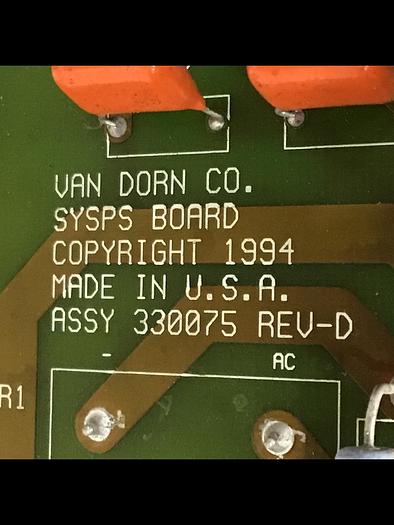 VAN DORN CO.
SYSPS BOARD
COPYRIGHT 1994
MADE IN U.S.A.
ASSY 330075 REV-D
- AC
R1